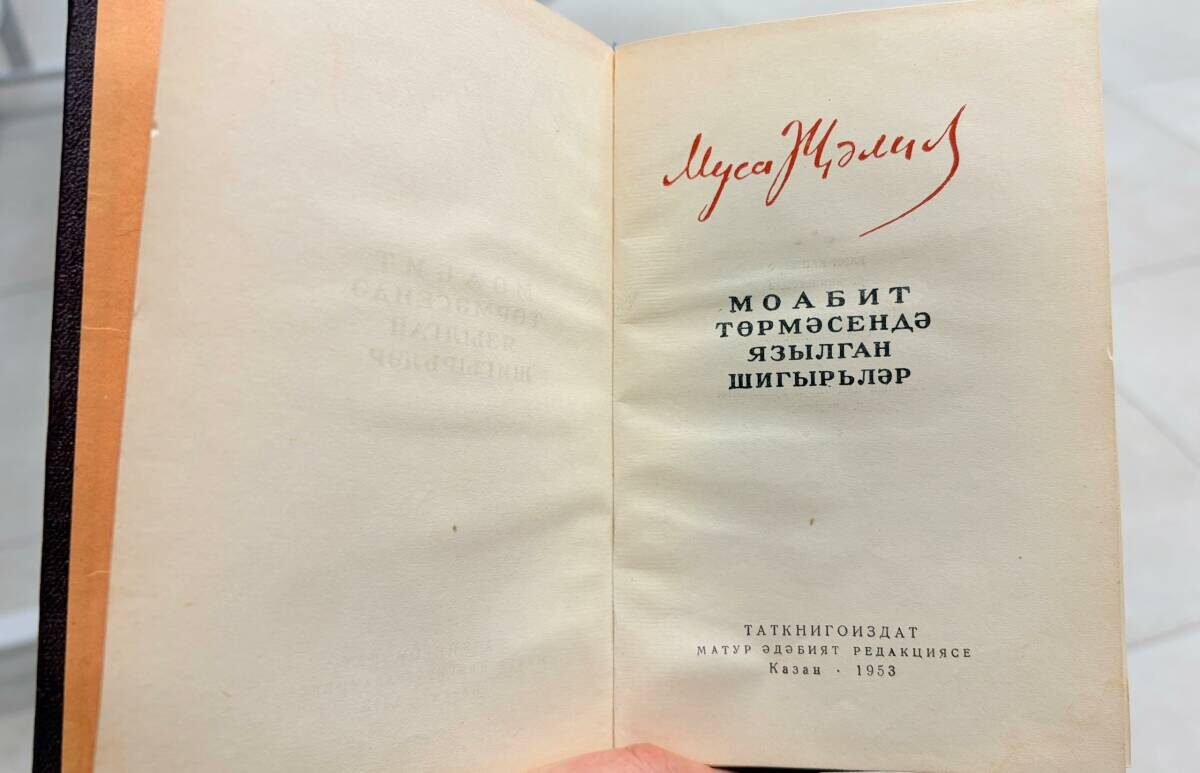 Муса Җәлил
МОАБИТ
ТӨРМӘСЕНДӘ
ЯЗЫЛГАН
ШИГЫРЬЛӘР
ТАТКНИГОИЗДАТ
МАТУР ӘДӘБИЯТ РЕДАКЦИЯСЕ
Казан · 1953